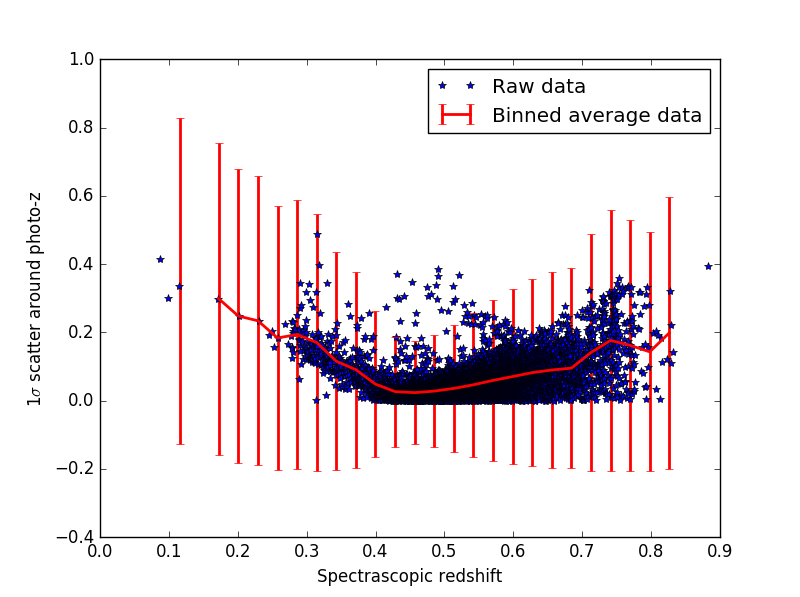 Raw data
Binned average data
1.0
0.8
0.6
0.4
0.2
0.0
−0.2
−0.4
1σ scatter around photo-z
0.0 0.1 0.2 0.3 0.4 0.5 0.6 0.7 0.8 0.9
Spectrascopic redshift